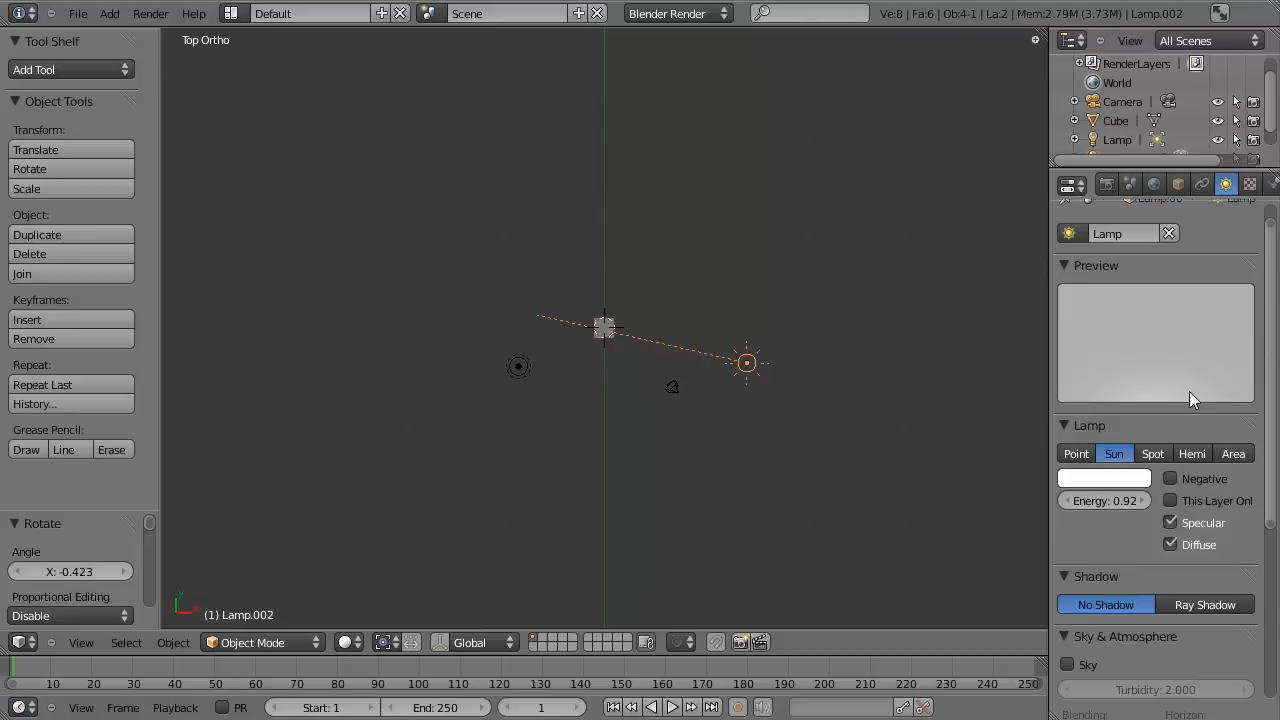 File Add Render Help Default Scene Blender Render Ve:8 | Fa:6 | Ob:4-1 | La:2 | Mem:2.79M (3.73M) | Lamp.002
Tool Shelf
Add Tool
Object Tools
Transform:
Translate
Rotate
Scale
Object:
Duplicate
Delete
Join
Keyframes:
Insert
Remove
Repeat:
Repeat Last
History...
Grease Pencil:
Draw Line Erase
Rotate
Angle
X: -0.423
Proportional Editing
Disable
Top Ortho
(1) Lamp.002
View Select Object Object Mode Global
10 20 30 40 50 60 70 80 90 100 110 120 130 140 150 160 170 180 190 200 210 220 230 240 250
View Frame Playback PR Start: 1 End: 250 1
View All Scenes
RenderLayers |
World
Camera |
Cube |
Lamp |
Lamp
Preview
Lamp
Point Sun Spot Hemi Area
Negative
Energy: 0.92 This Layer Onl
Specular
Diffuse
Shadow
No Shadow Ray Shadow
Sky & Atmosphere
Sky
Turbidity: 2.000
Blending: Horizon: